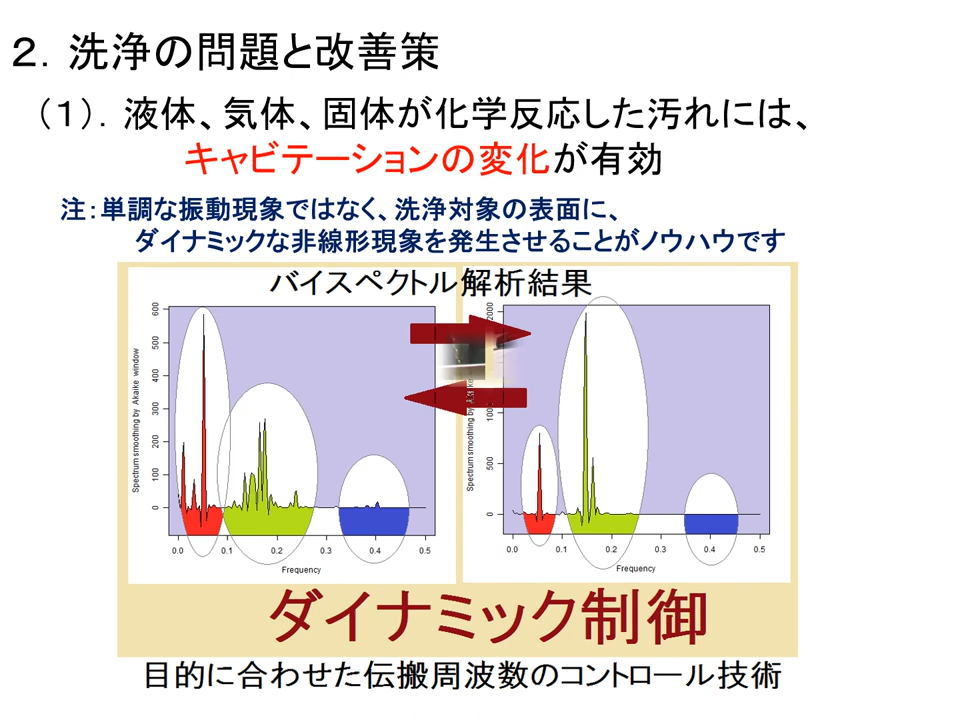 ２．洗浄の問題と改善策
（１）．液体、気体、固体が化学反応した汚れには、
キャビテーションの変化が有効
注：単調な振動現象ではなく、洗浄対象の表面に、
ダイナミックな非線形現象を発生させることがノウハウです
バイスペクトル解析結果
Spectrum smoothing by Akaike window
600
500
400
300
200
100
0
0.0 0.1 0.2 0.3 0.4 0.5
Frequency
Spectrum smoothing by
2000
1000
500
0
0.0 0.1 0.2 0.3 0.4 0.5
Frequency
ダイナミック制御
目的に合わせた伝搬周波数のコントロール技術